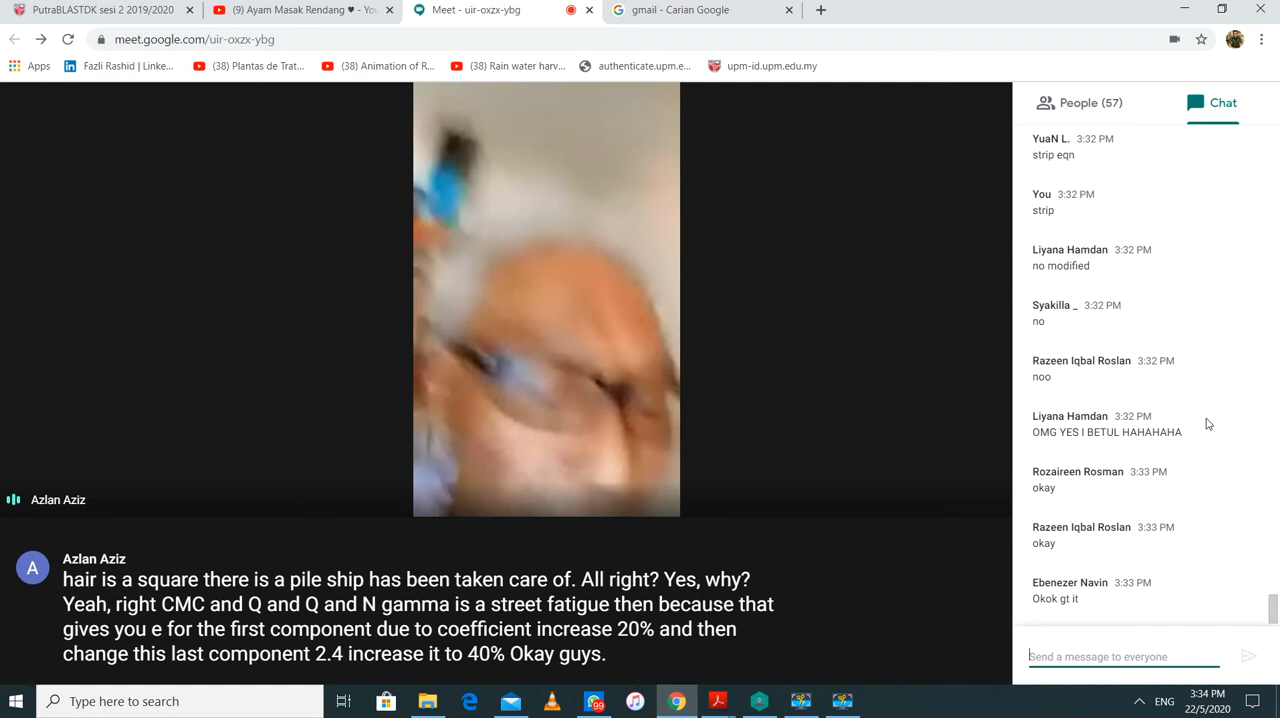 PutraBLASTDK sesi 2 2019/2020
(9) Ayam Masak Rendang ♥ - You
Meet - uir-oxzx-ybg
gmail - Carian Google
meet.google.com/uir-oxzx-ybg
Apps
Fazli Rashid | Linke...
(38) Plantas de Trat...
(38) Animation of R...
(38) Rain water harv...
authenticate.upm.e...
upm-id.upm.edu.my
People (57)
Chat
YuaN L. 3:32 PM
strip eqn
You 3:32 PM
strip
Liyana Hamdan 3:32 PM
no modified
Syakilla _ 3:32 PM
no
Razeen Iqbal Roslan 3:32 PM
noo
Liyana Hamdan 3:32 PM
OMG YES I BETUL HAHAHAHA
Rozaireen Rosman 3:33 PM
okay
Razeen Iqbal Roslan 3:33 PM
okay
Ebenezer Navin 3:33 PM
Okok gt it
Send a message to everyone
Azlan Aziz
A
Azlan Aziz
hair is a square there is a pile ship has been taken care of. All right? Yes, why?
Yeah, right CMC and Q and Q and N gamma is a street fatigue then because that
gives you e for the first component due to coefficient increase 20% and then
change this last component 2.4 increase it to 40% Okay guys.
Type here to search
99
ENG
3:34 PM
22/5/2020